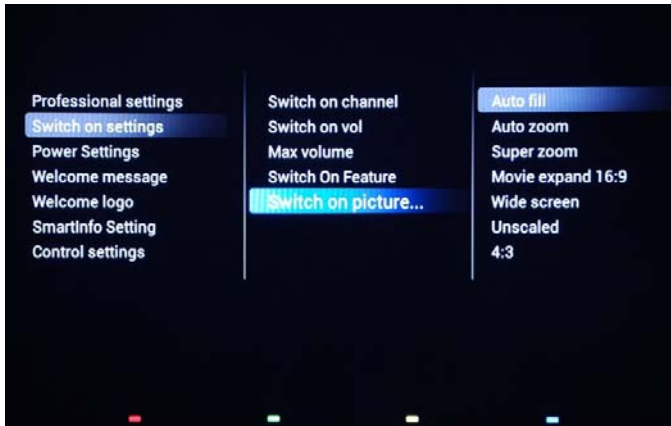 Professional settings
Switch on settings
Power Settings
Welcome message
Welcome logo
SmartInfo Setting
Control settings
Switch on channel
Switch on vol
Max volume
Switch On Feature
Switch on picture...
Auto fill
Auto zoom
Super zoom
Movie expand 16:9
Wide screen
Unscaled
4:3